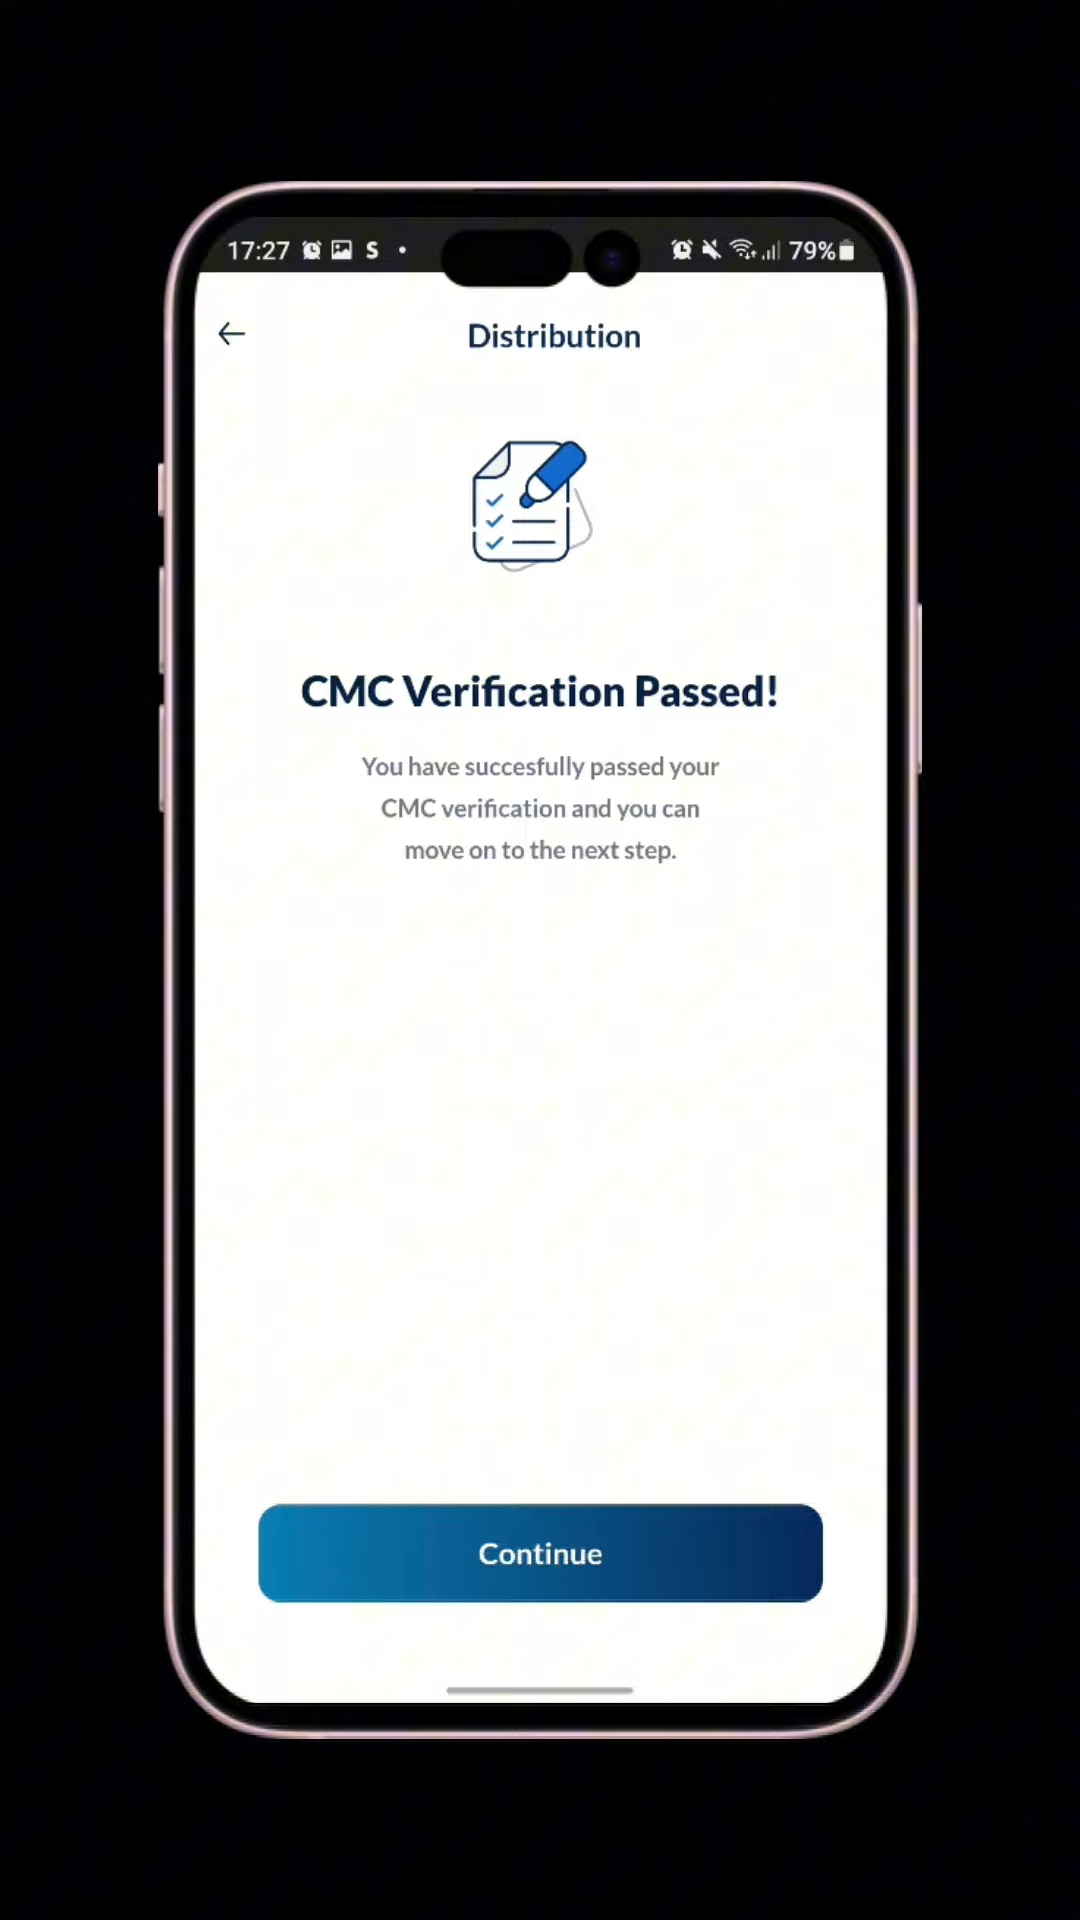 17:27 S 79%
Distribution
CMC Verification Passed!
You have succesfully passed your
CMC verification and you can
move on to the next step.
Continue